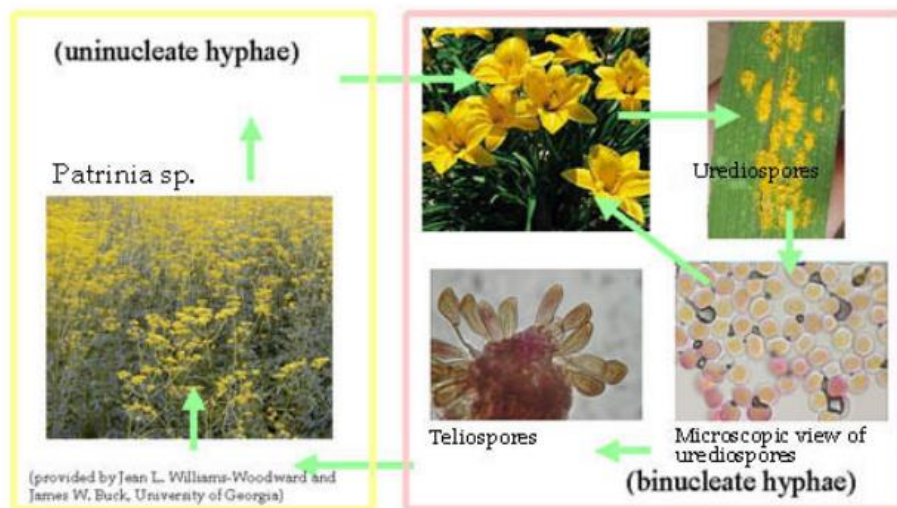 (uninucleate hyphae)
Patrinia sp.
(provided by Jean L. Williams-Woodward and
James W. Buck, University of Georgia)
Urediospores
Teliospores
Microscopic view of
urediospores
(binucleate hyphae)